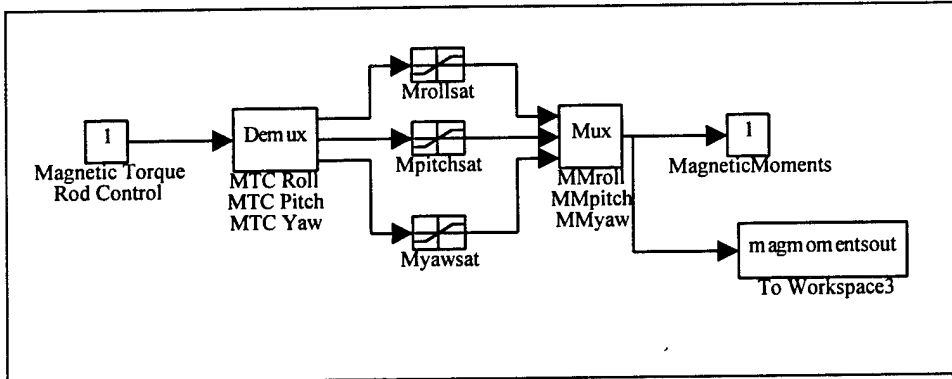 Mrollsat
1
Demux
Mux
1
Magnetic Torque
Rod Control
MTC Roll
MTC Pitch
MTC Yaw
Mpitchsat
MMroll
MMpitch
MMyaw
MagneticMoments
Myawsat
magmomentsout
To Workspace3